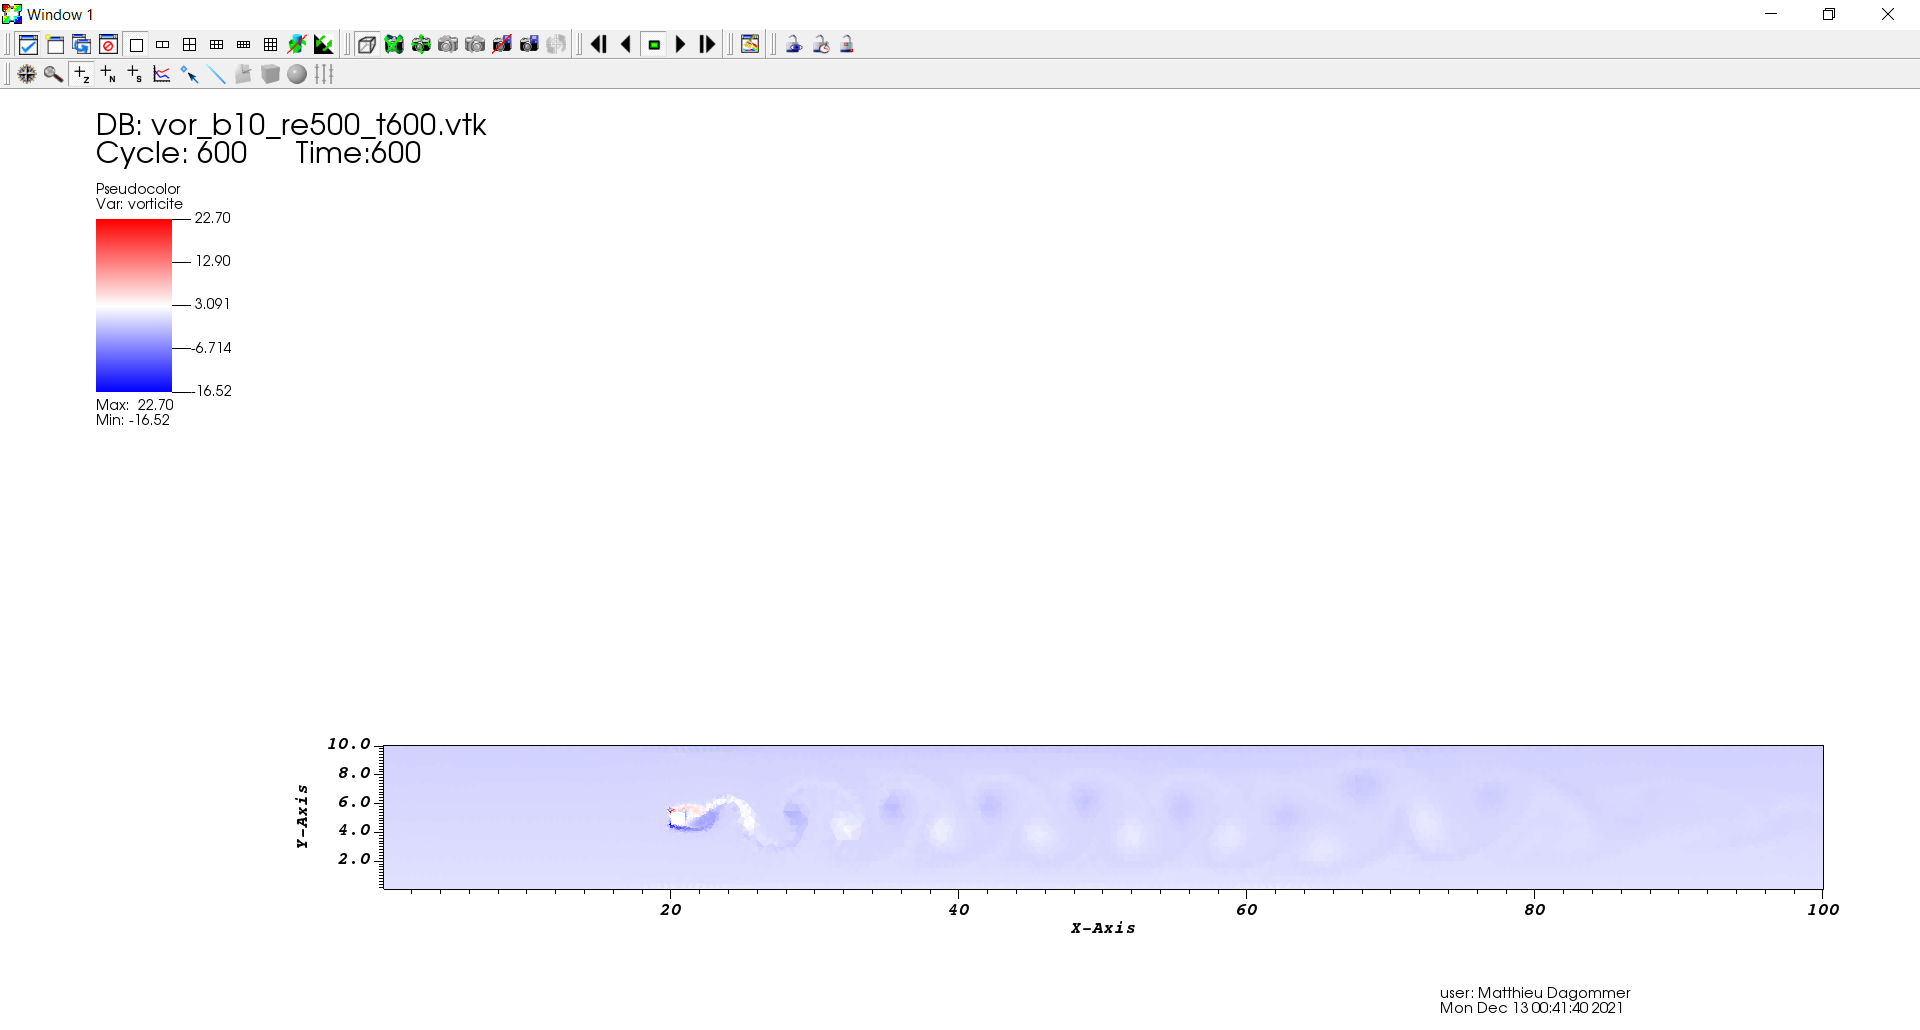 Window 1
DB: vor_b10_re500_t600.vtk
Cycle: 600 Time:600
Pseudocolor
Var: vorticite
22.70
12.90
3.091
-6.714
-16.52
Max: 22.70
Min: -16.52
10.0
8.0
6.0
4.0
2.0
Y-Axis
20 40 60 80 100
X-Axis
user: Matthieu Dagommer
Mon Dec 13 00:41:40 2021